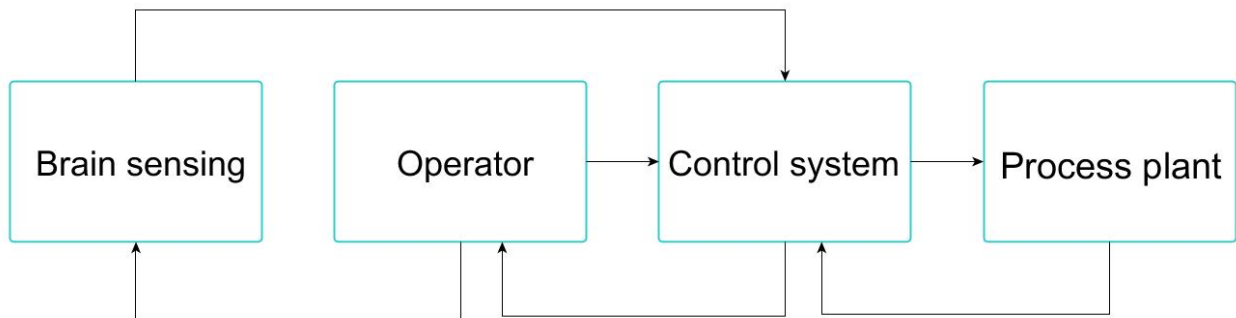 Brain sensing
Operator
Control system
Process plant